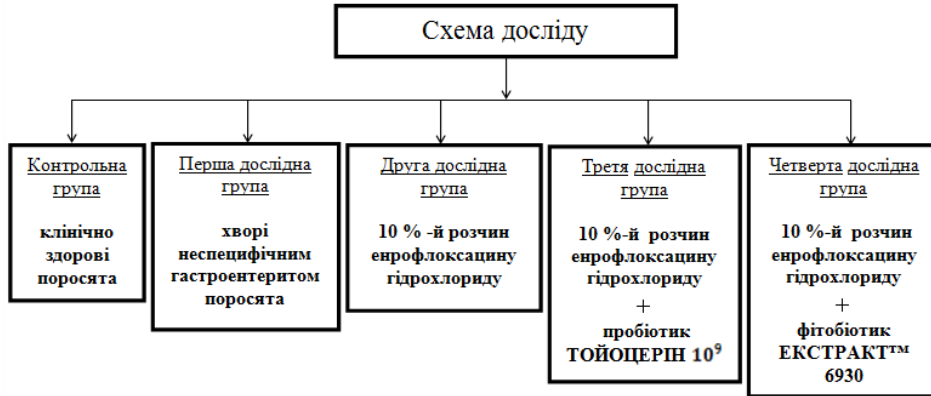 Схема досліду
Контрольна
група
клінічно
здорові
поросята
Перша дослідна
група
хворі
неспецифічним
гастроентеритом
поросята
Друга дослідна
група
10 % -й розчин
енрофлоксацину
гідрохлориду
Третя дослідна
група
10 %-й розчин
енрофлоксацину
гідрохлориду
+
пробіотик
ТОЙОЦЕРІН 10⁹
Четверта дослідна
група
10 %-й розчин
енрофлоксацину
гідрохлориду
+
фітобіотик
ЕКСТРАКТ™
6930